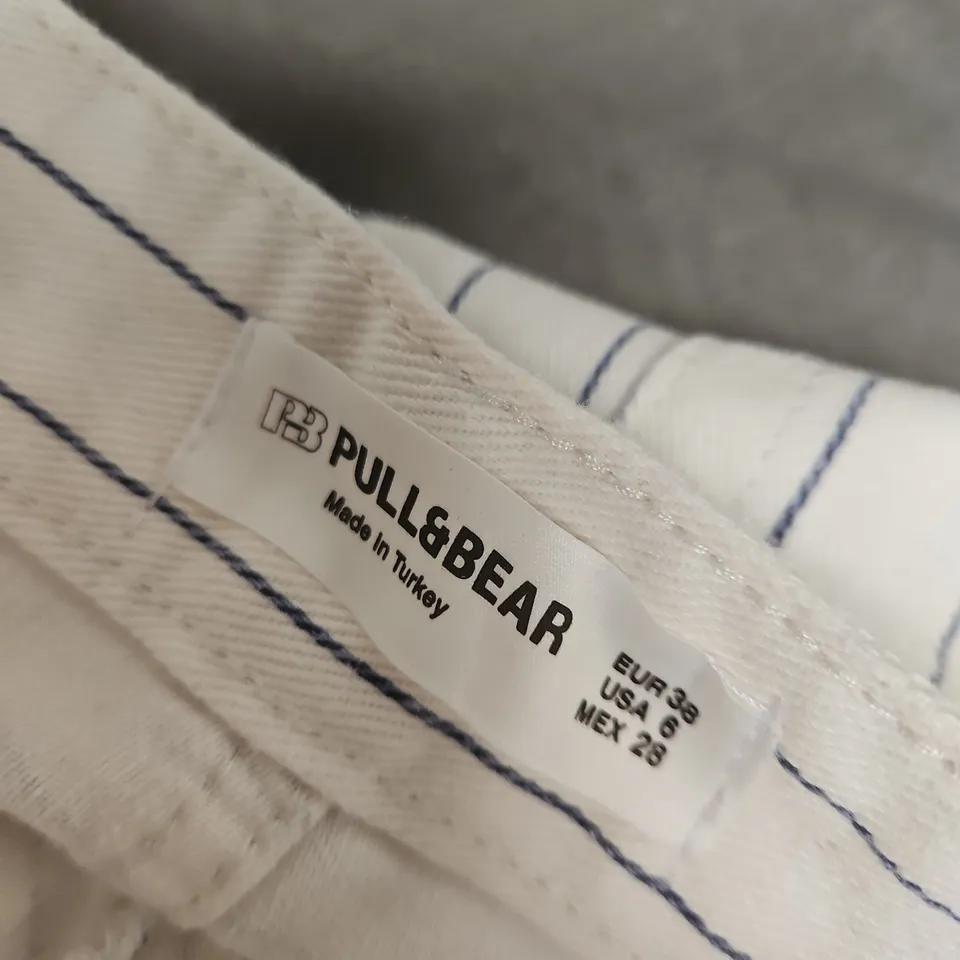 PB PULL&BEAR
Made In Turkey
EUR 38
USA 6
MEX 28